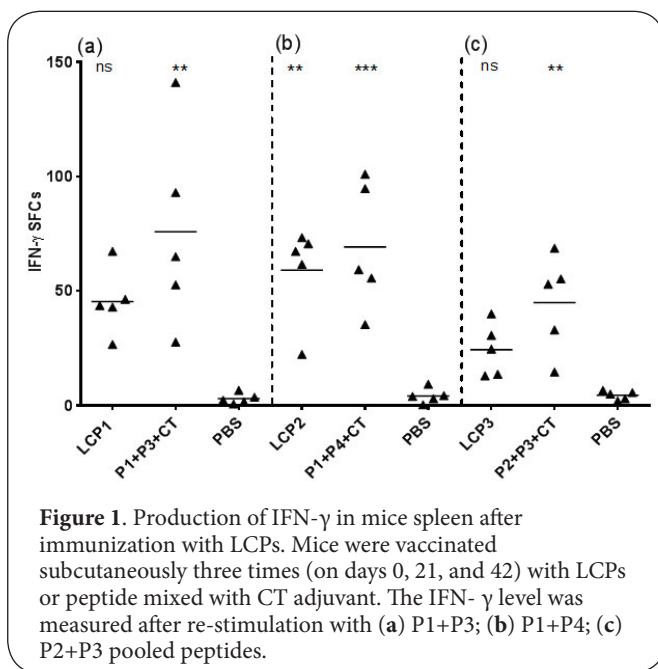 (a) (b) (c)
ns ** ** *** ns **
150
100
50
0
IFN-γ SFCs
LCP1 P1+P3+CT PBS LCP2 P1+P4+CT PBS LCP3 P2+P3+CT PBS
Figure 1. Production of IFN-γ in mice spleen after
immunization with LCPs. Mice were vaccinated
subcutaneously three times (on days 0, 21, and 42) with LCPs
or peptide mixed with CT adjuvant. The IFN- γ level was
measured after re-stimulation with (a) P1+P3; (b) P1+P4; (c)
P2+P3 pooled peptides.